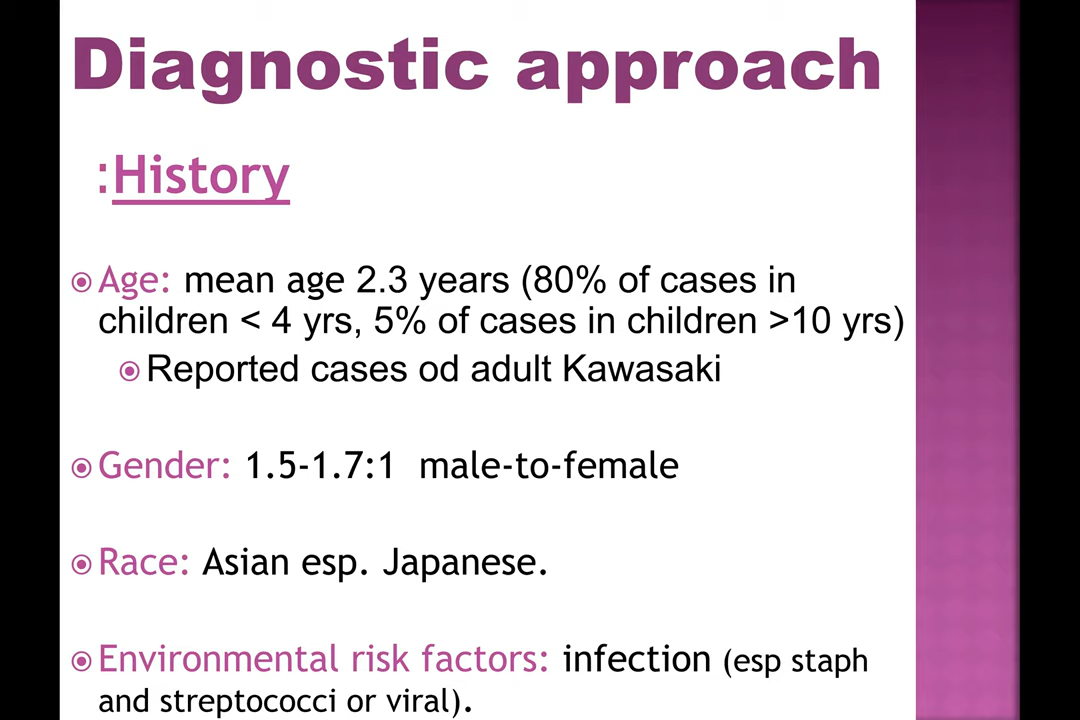 Diagnostic approach
:History
Age: mean age 2.3 years (80% of cases in
children < 4 yrs, 5% of cases in children >10 yrs)
Reported cases od adult Kawasaki
Gender: 1.5-1.7:1 male-to-female
Race: Asian esp. Japanese.
Environmental risk factors: infection (esp staph
and streptococci or viral).